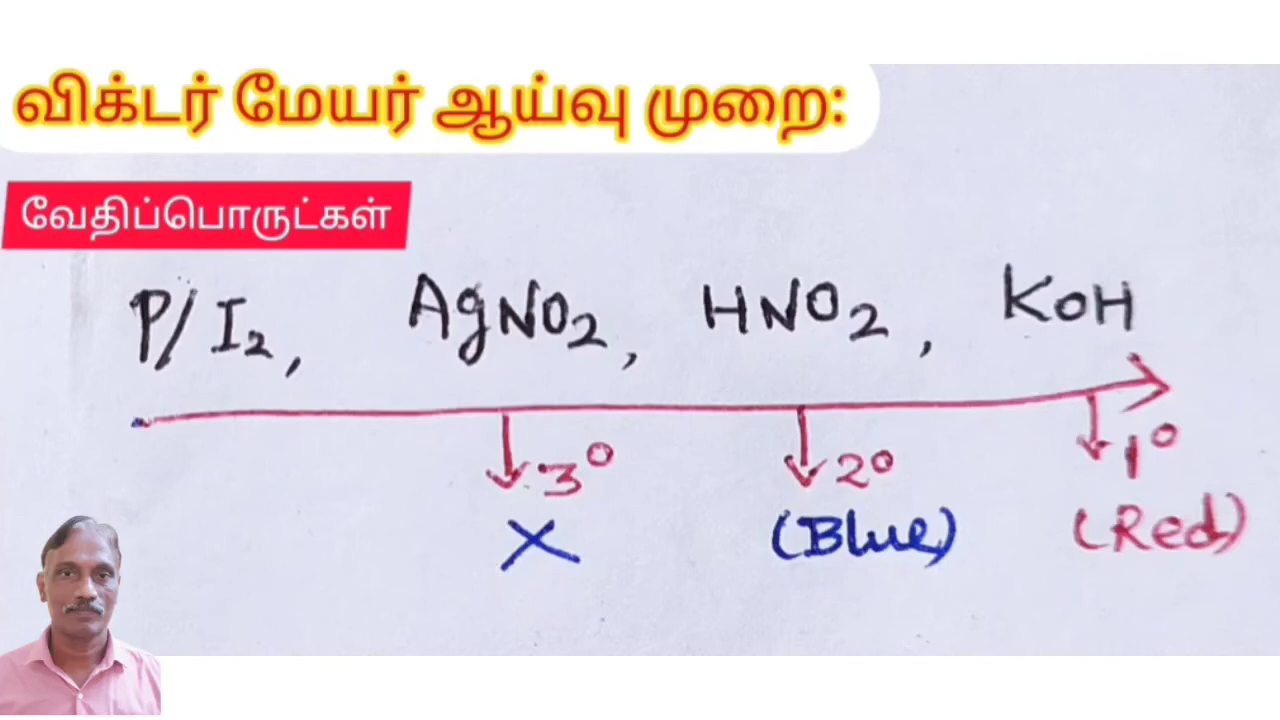 விக்டர் மேயர் ஆய்வு முறை:
வேதிப்பொருட்கள்
P/I₂, AgNO₂, HNO₂, KOH
3° 2° 1°
X (Blue) (Red)